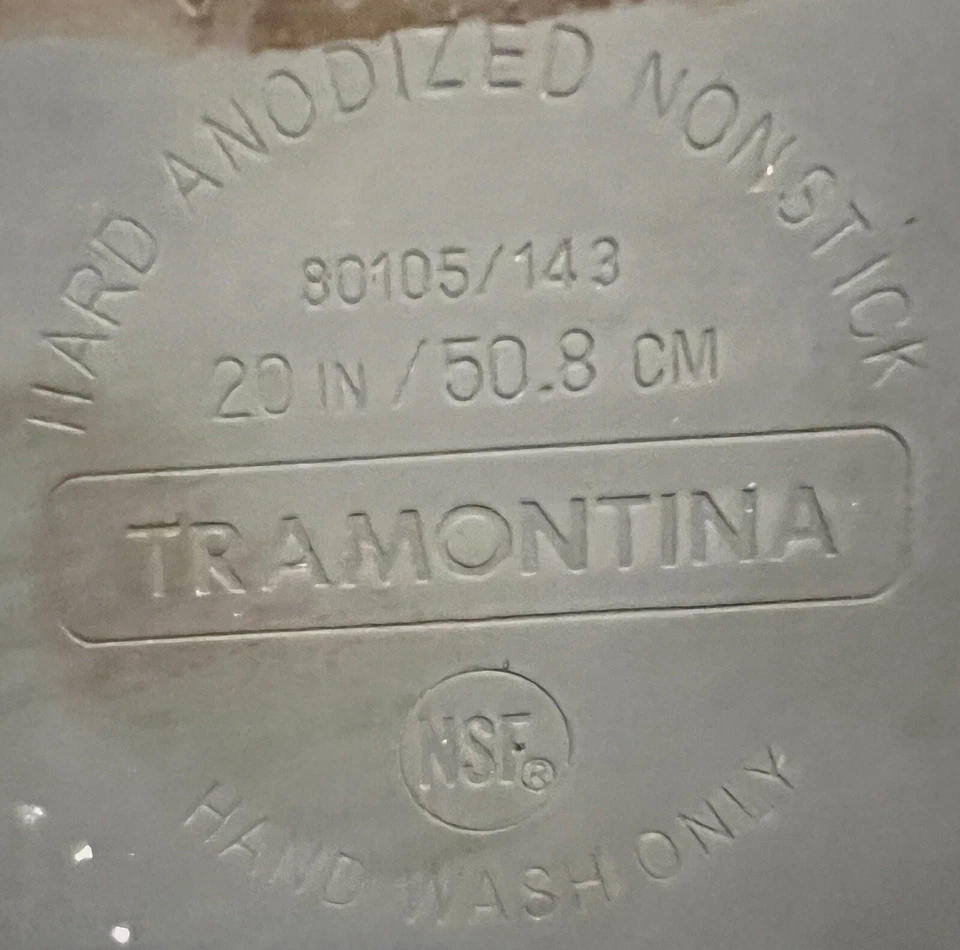 HARD ANODIZED NONSTICK
80105/143
20 IN / 50.8 CM
TRAMONTINA
NSF®
HAND WASH ONLY